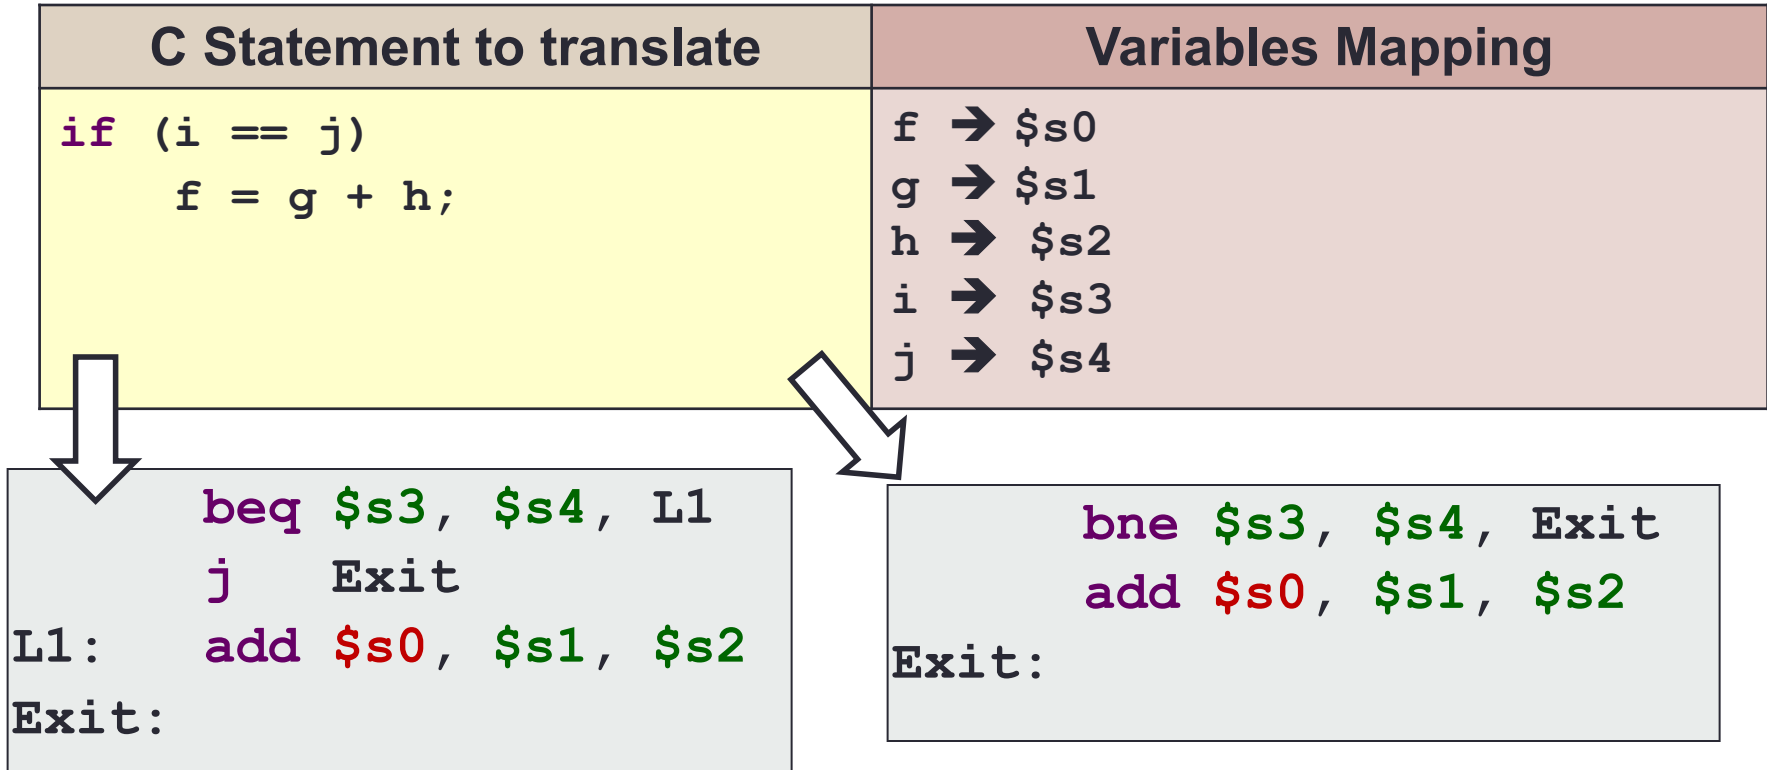 C Statement to translate
Variables Mapping
if (i == j)
f = g + h;
f ➔ $s0
g ➔ $s1
h ➔ $s2
i ➔ $s3
j ➔ $s4
beq $s3, $s4, L1
j Exit
L1: add $s0, $s1, $s2
Exit:
bne $s3, $s4, Exit
add $s0, $s1, $s2
Exit: